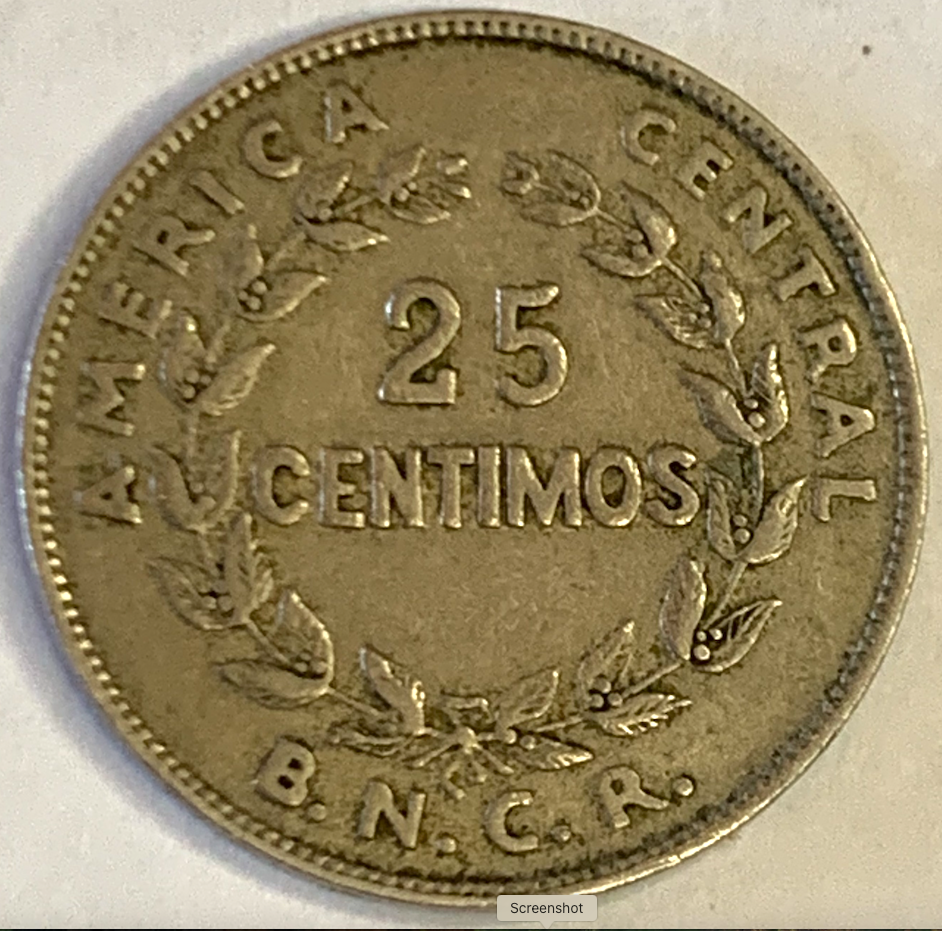 AMERICA CENTRAL
25
CENTIMOS
B. N. C. R.
Screenshot